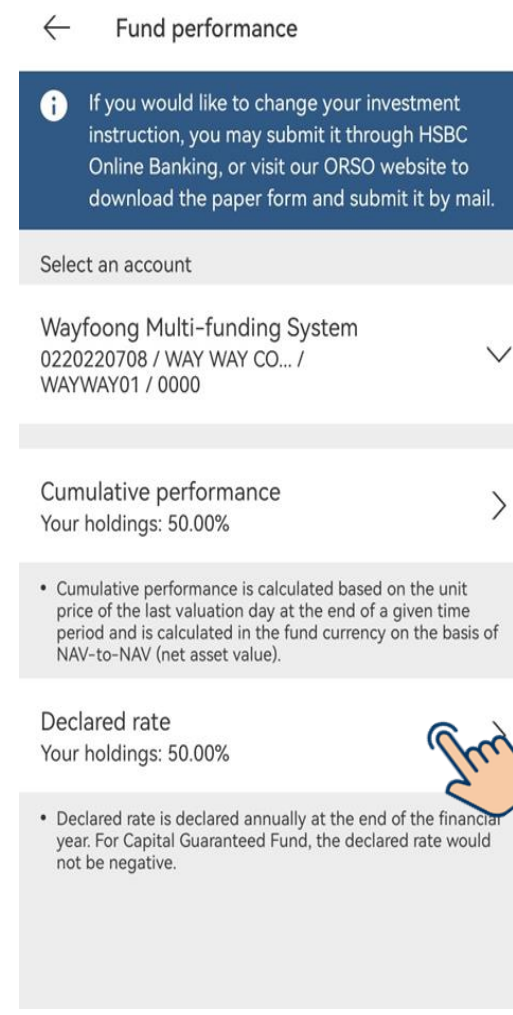 Fund performance
If you would like to change your investment
instruction, you may submit it through HSBC
Online Banking, or visit our ORSO website to
download the paper form and submit it by mail.
Select an account
Wayfoong Multi-funding System
0220220708 / WAY WAY CO... /
WAYWAY01 / 0000
Cumulative performance
Your holdings: 50.00%
• Cumulative performance is calculated based on the unit
price of the last valuation day at the end of a given time
period and is calculated in the fund currency on the basis of
NAV-to-NAV (net asset value).
Declared rate
Your holdings: 50.00%
• Declared rate is declared annually at the end of the financial
year. For Capital Guaranteed Fund, the declared rate would
not be negative.